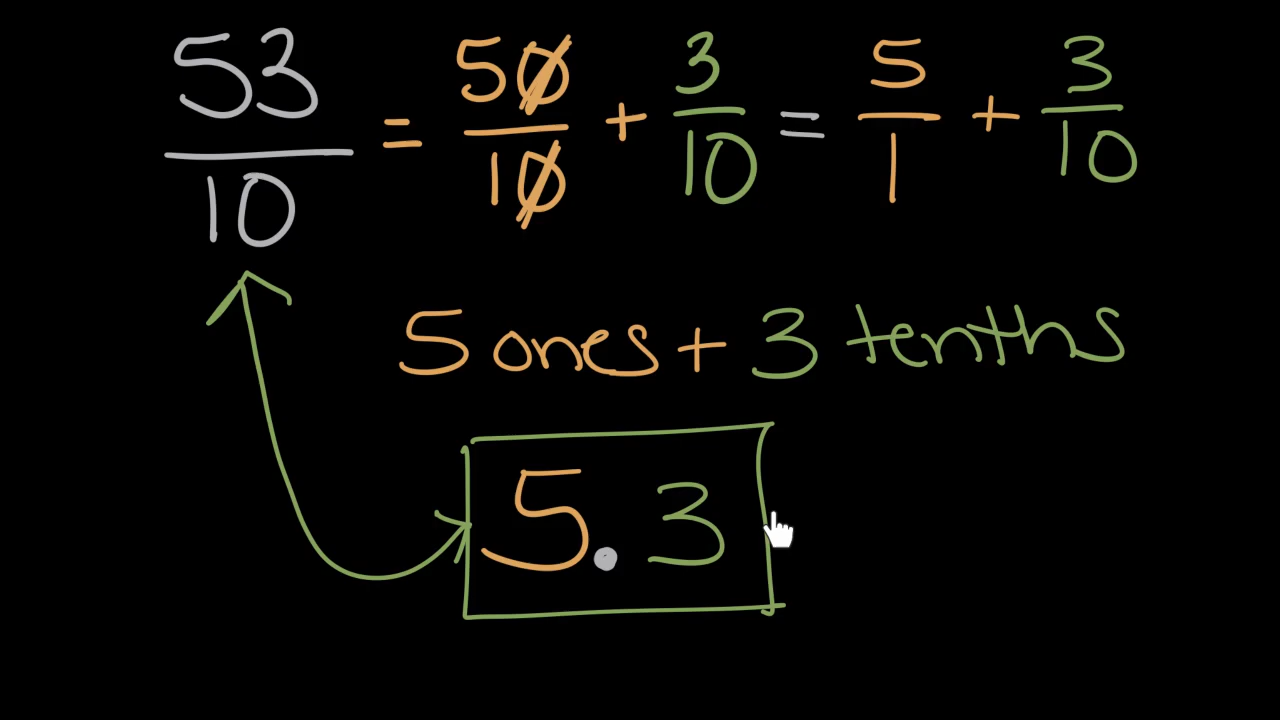 53/10 = 50/10 + 3/10 = 5/1 + 3/10
5 ones + 3 tenths
5.3